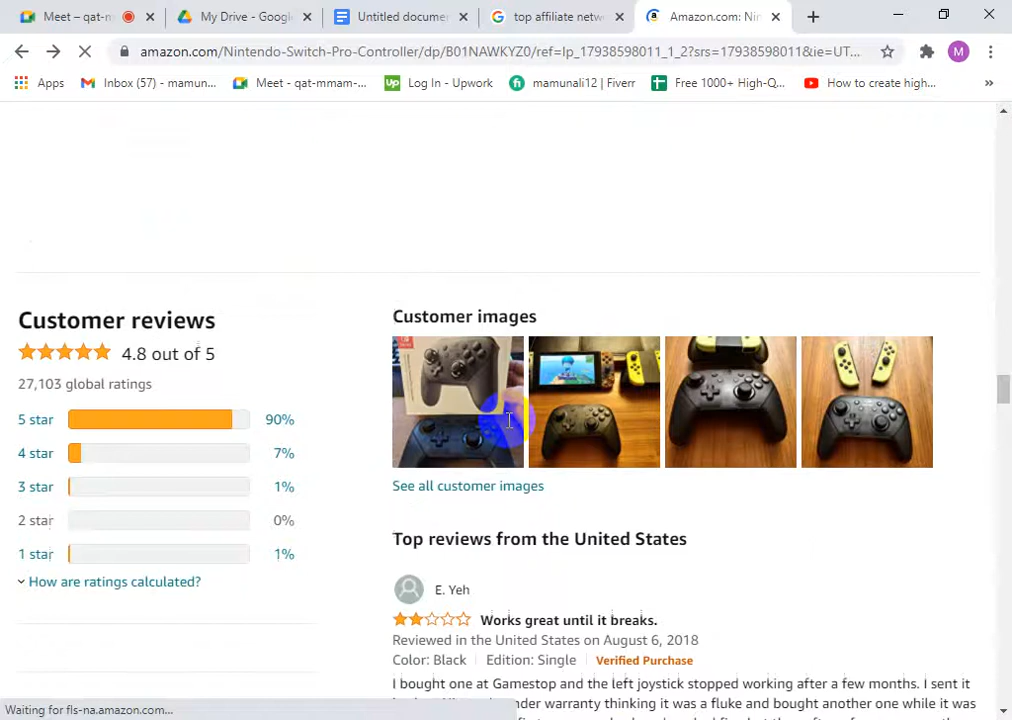 Meet – qat-m
My Drive - Google
Untitled docume
top affiliate netw
Amazon.com: Nin
amazon.com/Nintendo-Switch-Pro-Controller/dp/B01NAWKYZ0/ref=lp_17938598011_1_2?srs=17938598011&ie=UT...
M
Apps
Inbox (57) - mamun...
Meet - qat-mmam-...
Log In - Upwork
mamunali12 | Fiverr
Free 1000+ High-Q...
How to create high...
»
Customer reviews
4.8 out of 5
27,103 global ratings
5 star 90%
4 star 7%
3 star 1%
2 star 0%
1 star 1%
How are ratings calculated?
Customer images
See all customer images
Top reviews from the United States
E. Yeh
Works great until it breaks.
Reviewed in the United States on August 6, 2018
Color: Black Edition: Single Verified Purchase
I bought one at Gamestop and the left joystick stopped working after a few months. I sent it
nder warranty thinking it was a fluke and bought another one while it was
Waiting for fls-na.amazon.com...